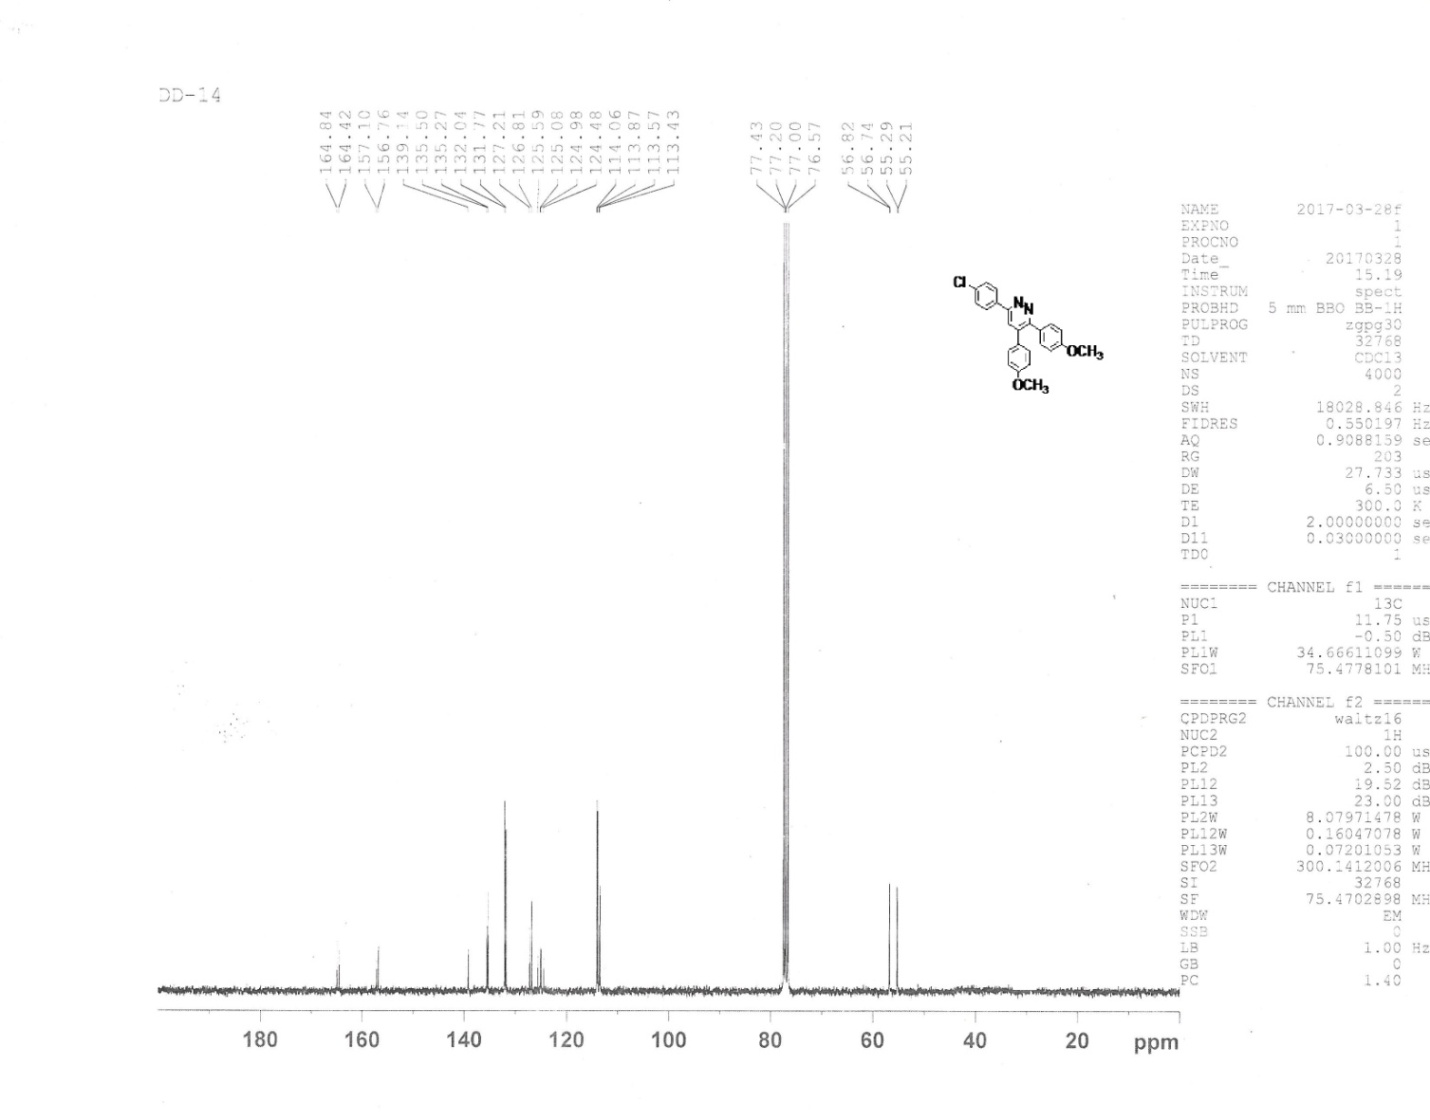 DD-14
164.84
164.42
157.10
156.76
139.14
135.50
135.27
132.04
131.77
127.21
126.81
125.59
125.08
124.98
124.48
114.06
113.87
113.57
113.43
77.43
77.20
77.00
76.57
56.82
56.74
55.29
55.21
Cl
N
N
OCH3
OCH3
NAME 2017-03-28f
EXPNO 1
PROCNO 1
Date_ 20170328
Time 15.19
INSTRUM spect
PROBHD 5 mm BBO BB-1H
PULPROG zgpg30
TD 32768
SOLVENT CDCl3
NS 4000
DS 2
SWH 18028.846 Hz
FIDRES 0.550197 Hz
AQ 0.9088159 se
RG 203
DW 27.733 us
DE 6.50 us
TE 300.0 K
D1 2.00000000 se
D11 0.03000000 se
TD0 1
======== CHANNEL f1 ======
NUC1 13C
P1 11.75 us
PL1 -0.50 dB
PL1W 34.66611099 W
SFO1 75.4778101 MH
======== CHANNEL f2 ======
CPDPRG2 waltz16
NUC2 1H
PCPD2 100.00 us
PL2 2.50 dB
PL12 19.52 dB
PL13 23.00 dB
PL2W 8.07971478 W
PL12W 0.16047078 W
PL13W 0.07201053 W
SFO2 300.1412006 MH
SI 32768
SF 75.4702898 MH
WDW EM
SSB 0
LB 1.00 Hz
GB 0
PC 1.40
180 160 140 120 100 80 60 40 20 ppm